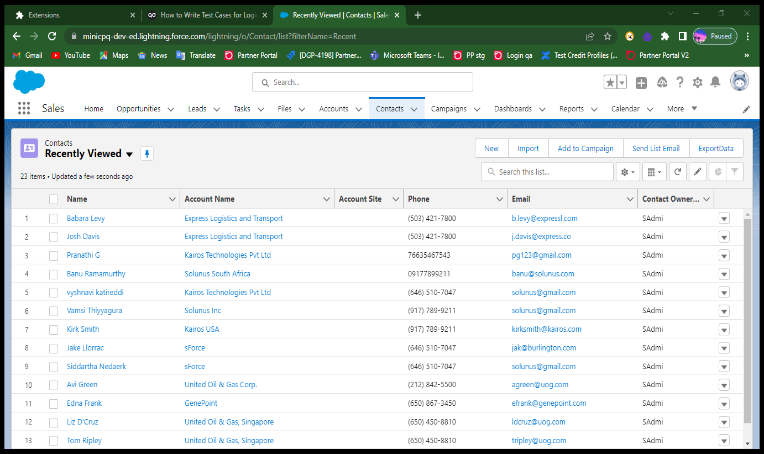 Extensions
How to Write Test Cases for Logi
Recently Viewed | Contacts | Sale
minicpq-dev-ed.lightning.force.com/lightning/o/Contact/list?filterName=Recent
Paused
Gmail YouTube Maps News Translate Partner Portal [DGP-4198] Partner... Microsoft Teams - I... PP stg Login qa Test Credit Profiles (... Partner Portal V2 »
Search...
Sales Home Opportunities Leads Tasks Files Accounts Contacts Campaigns Dashboards Reports Calendar More
Contacts
Recently Viewed
New Import Add to Campaign Send List Email ExportData
23 items • Updated a few seconds ago
Search this list...
Name Account Name Account Site Phone Email Contact Owner...
1 Babara Levy Express Logistics and Transport (503) 421-7800 b.levy@expressl.com SAdmi
2 Josh Davis Express Logistics and Transport (503) 421-7800 j.davis@express.co SAdmi
3 Pranathi G Kairos Technologies Pvt Ltd 76635467543 pg123@gmail.com SAdmi
4 Banu Ramamurthy Solunus South Africa 09177899211 banu@solunus.com SAdmi
5 vyshnavi katireddi Kairos Technologies Pvt Ltd (646) 510-7047 solunus@gmail.com SAdmi
6 Vamsi Thiyyagura Solunus Inc (917) 789-9211 solunus@gmail.com SAdmi
7 Kirk Smith Kairos USA (917) 789-9211 kirksmith@kairos.com SAdmi
8 Jake Llorrac sForce (646) 510-7047 jak@burlington.com SAdmi
9 Siddartha Nedaerk sForce (646) 510-7047 solunus@gmail.com SAdmi
10 Avi Green United Oil & Gas Corp. (212) 842-5500 agreen@uog.com SAdmi
11 Edna Frank GenePoint (650) 867-3450 efrank@genepoint.com SAdmi
12 Liz D'Cruz United Oil & Gas, Singapore (650) 450-8810 ldcruz@uog.com SAdmi
13 Tom Ripley United Oil & Gas, Singapore (650) 450-8810 tripley@uog.com SAdmi